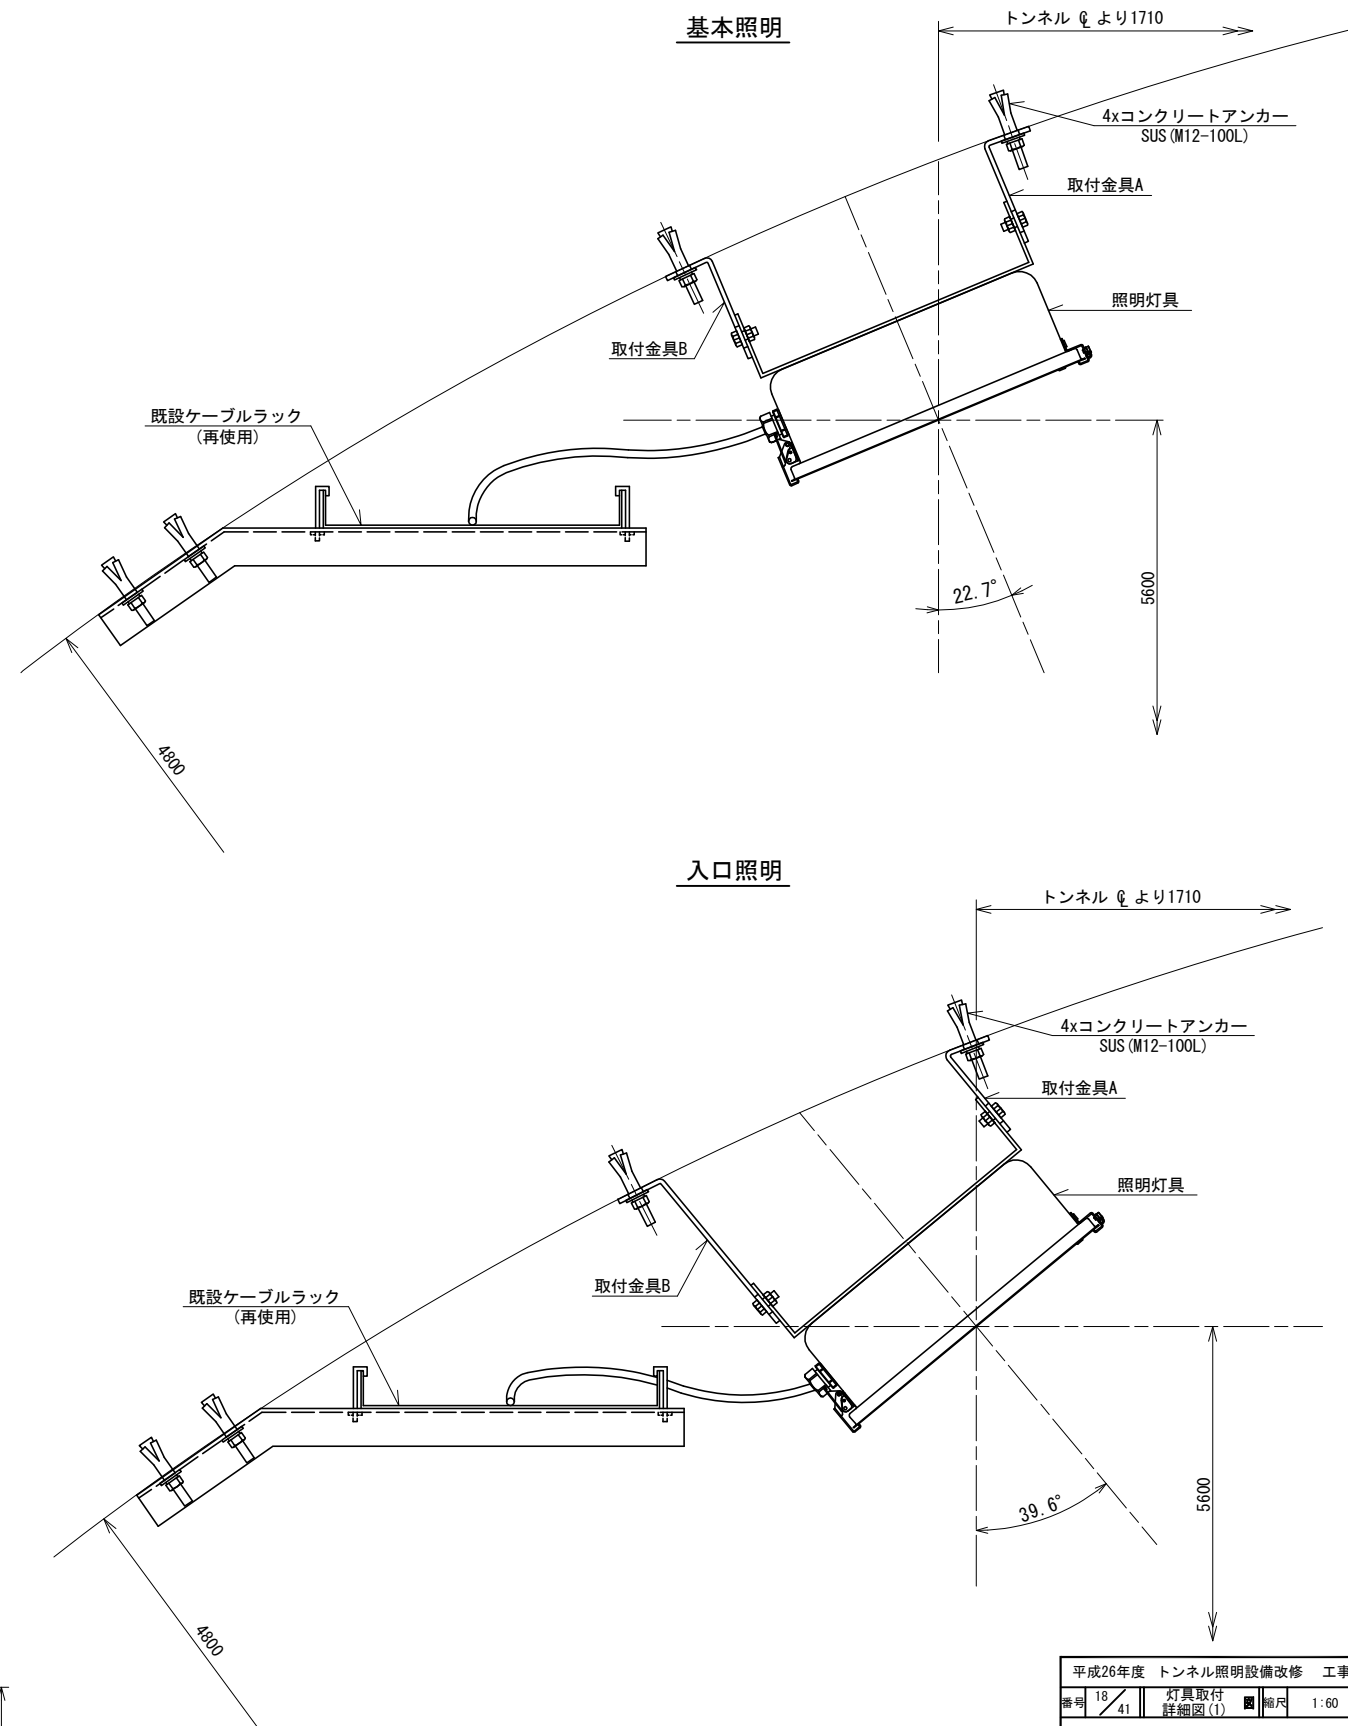 基本照明
トンネル ℄ より1710
4xコンクリートアンカー
SUS(M12-100L)
取付金具A
照明灯具
取付金具B
既設ケーブルラック
(再使用)
22.7°
5600
4800
入口照明
トンネル ℄ より1710
4xコンクリートアンカー
SUS(M12-100L)
取付金具A
照明灯具
取付金具B
既設ケーブルラック
(再使用)
39.6°
5600
4800
平成26年度 トンネル照明設備改修 工事
番号 18/41 灯具取付 図 縮尺 1:60
詳細図(1)